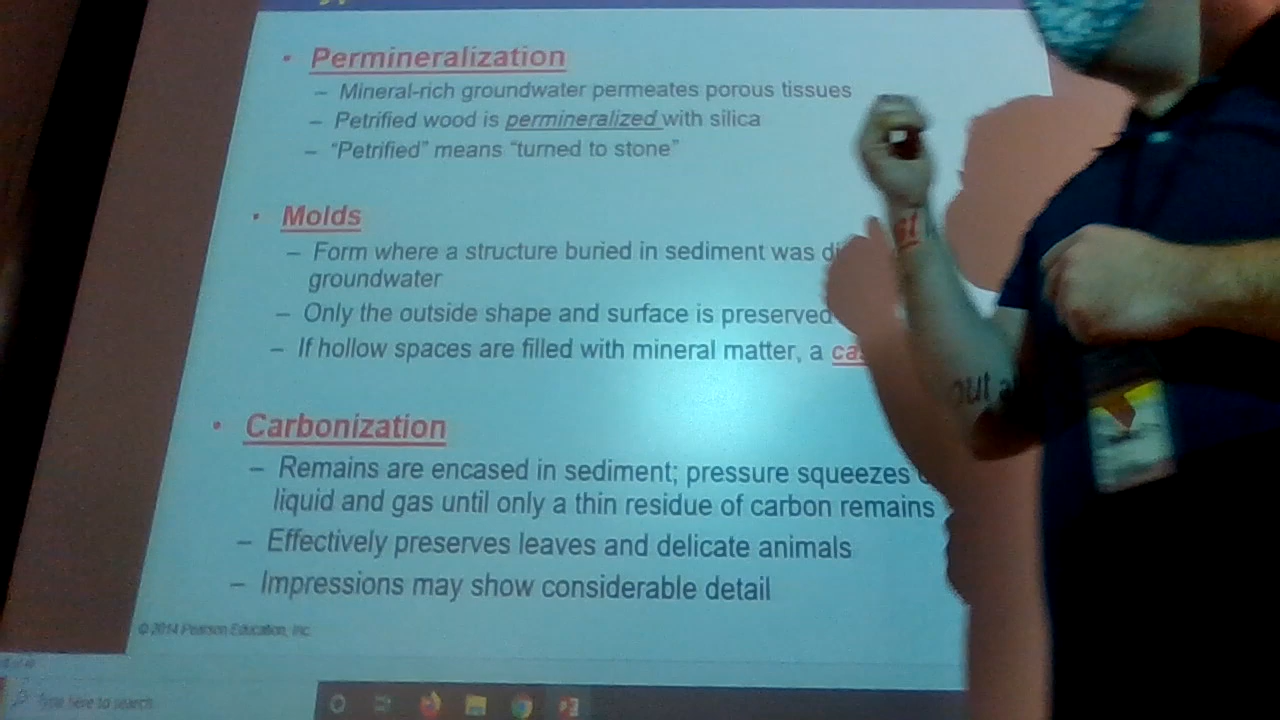 • Permineralization
– Mineral-rich groundwater permeates porous tissues
– Petrified wood is permineralized with silica
– “Petrified” means “turned to stone”
• Molds
– Form where a structure buried in sediment was
groundwater
– Only the outside shape and surface is preserved
– If hollow spaces are filled with mineral matter, a
• Carbonization
– Remains are encased in sediment; pressure squeezes
liquid and gas until only a thin residue of carbon remains
– Effectively preserves leaves and delicate animals
– Impressions may show considerable detail
© 2014 Pearson Education, Inc.
Type here to search
out